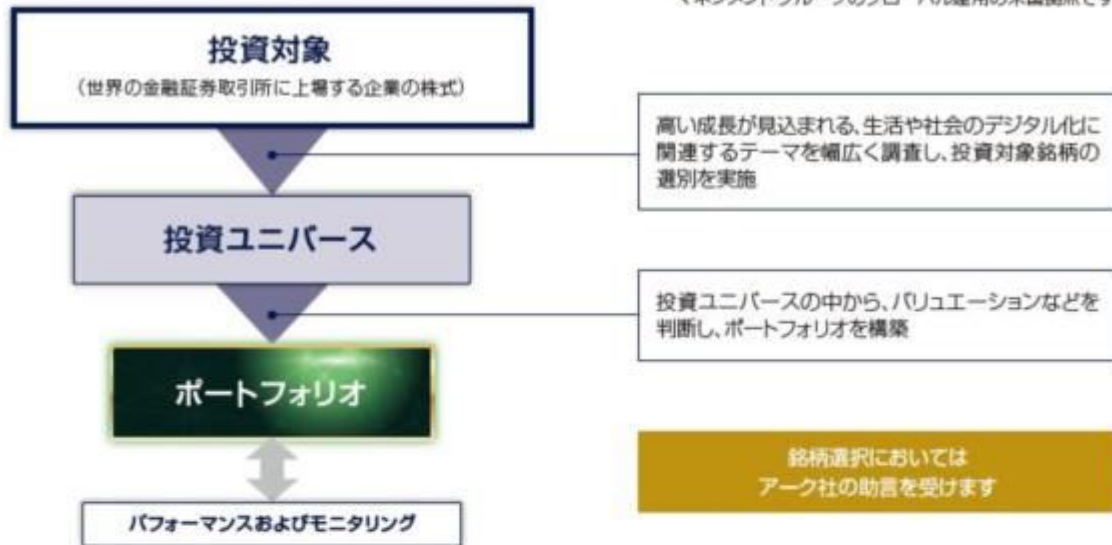 投資対象
（世界の金融証券取引所に上場する企業の株式）
高い成長が見込まれる、生活や社会のデジタル化に
関連するテーマを幅広く調査し、投資対象銘柄の
選別を実施
投資ユニバース
投資ユニバースの中から、バリュエーションなどを
判断し、ポートフォリオを構築
ポートフォリオ
銘柄選択においては
アーク社の助言を受けます
パフォーマンスおよびモニタリング